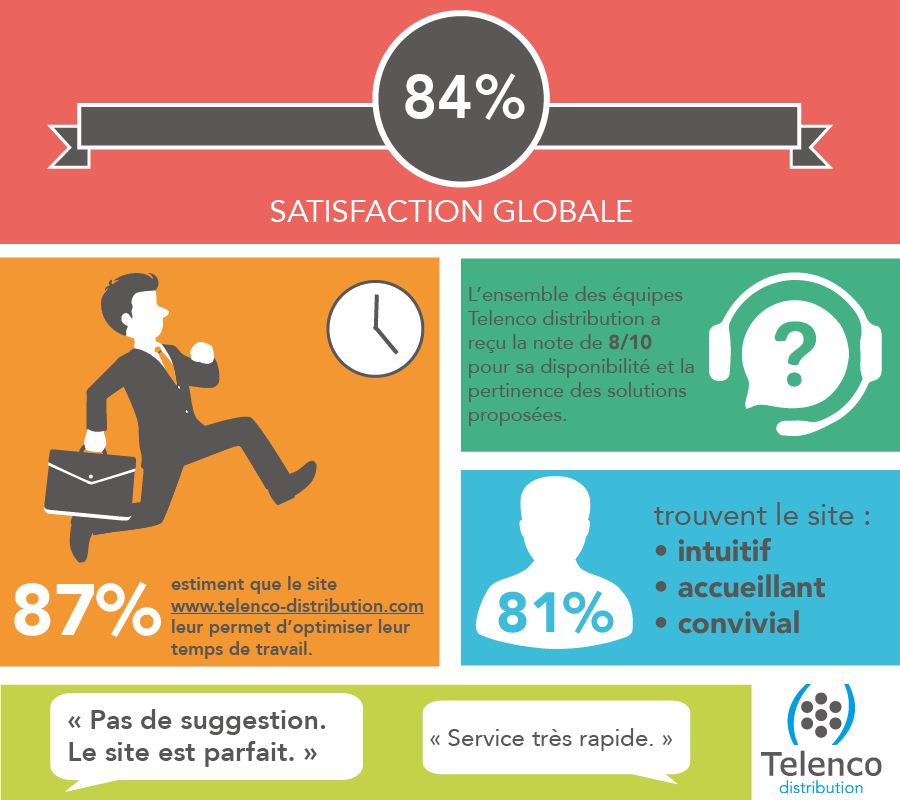 84%
SATISFACTION GLOBALE
87%
estiment que le site
www.telenco-distribution.com
leur permet d'optimiser leur
temps de travail.
L'ensemble des équipes
Telenco distribution a
reçu la note de 8/10
pour sa disponibilité et la
pertinence des solutions
proposées.
?
81%
trouvent le site :
• intuitif
• accueillant
• convivial
« Pas de suggestion.
Le site est parfait. »
« Service très rapide. »
Telenco
distribution